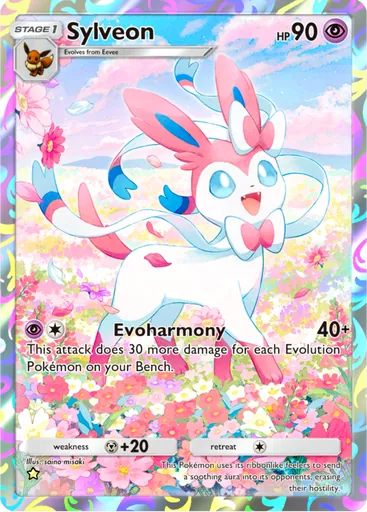 STAGE 1
Sylveon
HP 90
Evolves from Eevee
Evoharmony 40+
This attack does 30 more damage for each Evolution
Pokémon on your Bench.
weakness +20 retreat
Illus. saino misaki
This Pokémon uses its ribbonlike feelers to send
a soothing aura into its opponents, erasing
their hostility.